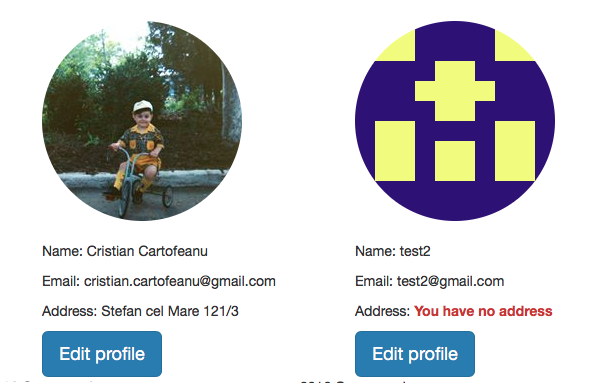 Name: Cristian Cartofeanu
Email: cristian.cartofeanu@gmail.com
Address: Stefan cel Mare 121/3
Edit profile
Name: test2
Email: test2@gmail.com
Address: You have no address
Edit profile